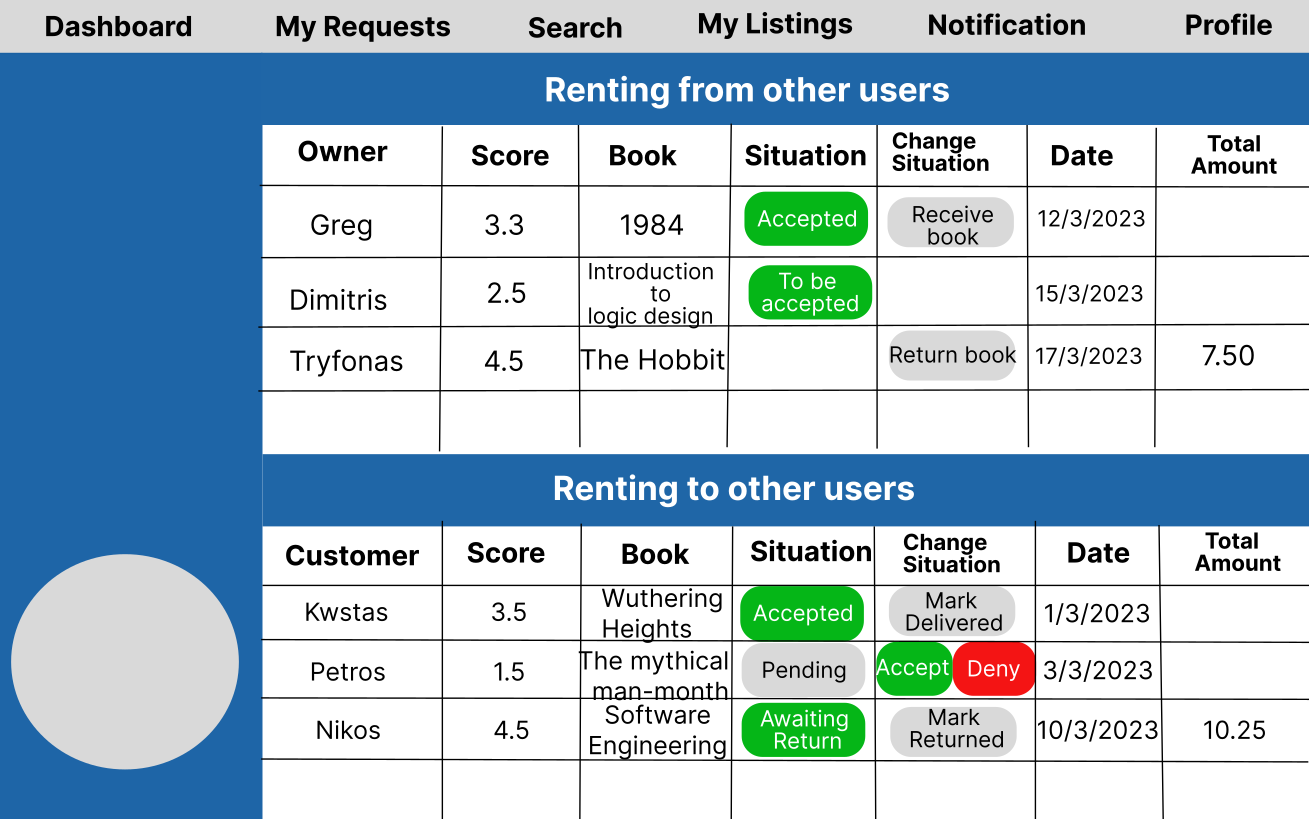 Dashboard My Requests Search My Listings Notification Profile
Renting from other users
Owner Score Book Situation Change Situation Date Total Amount
Greg 3.3 1984 Accepted Receive book 12/3/2023
Dimitris 2.5 Introduction to logic design To be accepted 15/3/2023
Tryfonas 4.5 The Hobbit Return book 17/3/2023 7.50
Renting to other users
Customer Score Book Situation Change Situation Date Total Amount
Kwstas 3.5 Wuthering Heights Accepted Mark Delivered 1/3/2023
Petros 1.5 The mythical man-month Pending Accept Deny 3/3/2023
Nikos 4.5 Software Engineering Awaiting Return Mark Returned 10/3/2023 10.25